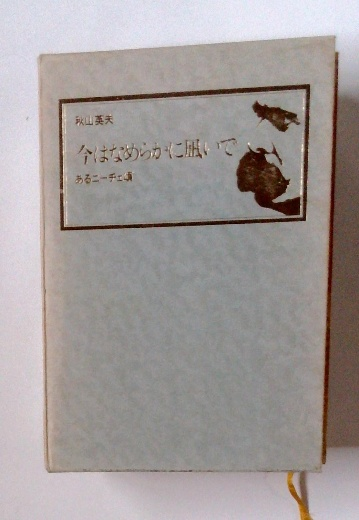 秋山英夫
今はなめらかに凪いで
あるニーチェ頌